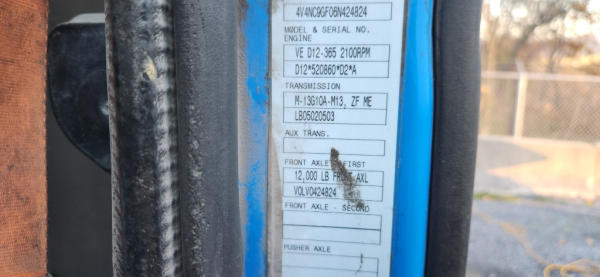 4V4NC9GF06N424824
MODEL & SERIAL NO.
ENGINE
VE D12-365 2100RPM
D12*520860*D2*A
TRANSMISSION
M-13G10A-M13, ZF ME
LB05020503
AUX TRANS.
FRONT AXLE - FIRST
12,000 LB FRONT AXL
VOLVO424824
FRONT AXLE - SECOND
PUSHER AXLE